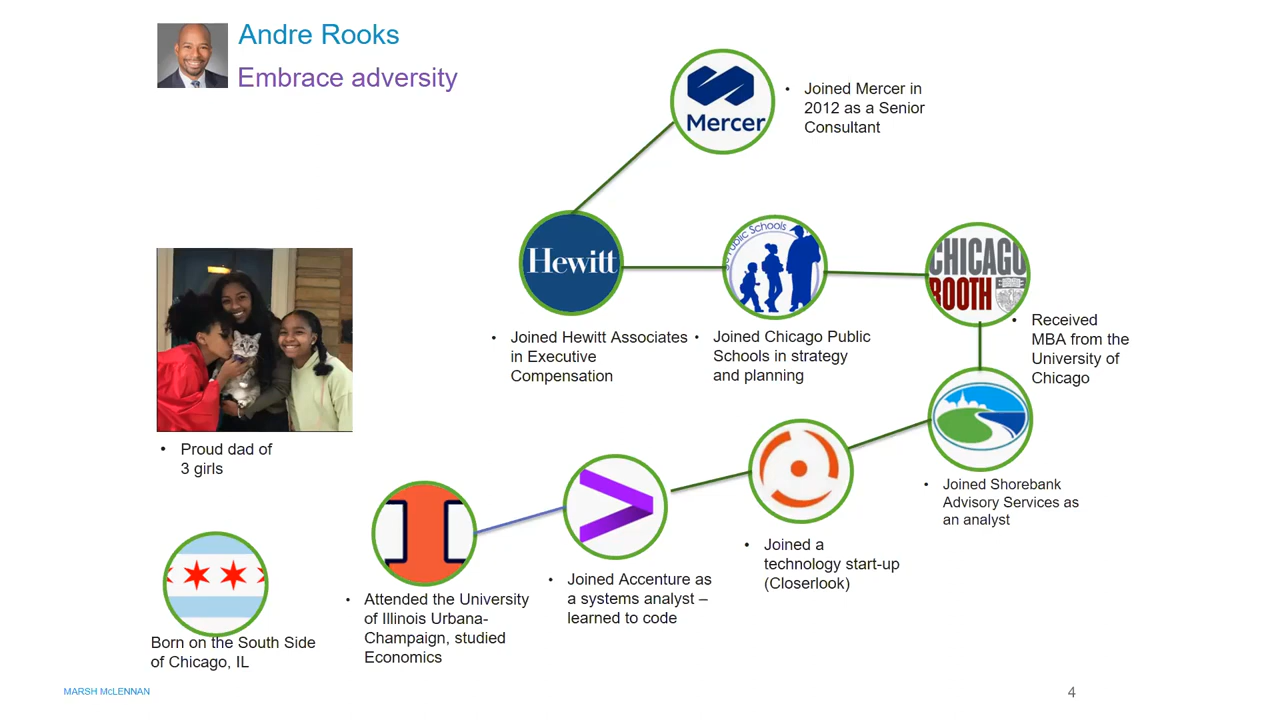 Andre Rooks
Embrace adversity
Mercer
• Joined Mercer in
2012 as a Senior
Consultant
Hewitt
Public Schools
CHICAGO
BOOTH
• Joined Hewitt Associates
in Executive
Compensation
• Joined Chicago Public
Schools in strategy
and planning
• Received
MBA from the
University of
Chicago
• Proud dad of
3 girls
• Joined Shorebank
Advisory Services as
an analyst
• Joined a
technology start-up
(Closerlook)
• Joined Accenture as
a systems analyst –
learned to code
• Attended the University
of Illinois Urbana-
Champaign, studied
Economics
Born on the South Side
of Chicago, IL
MARSH McLENNAN
4